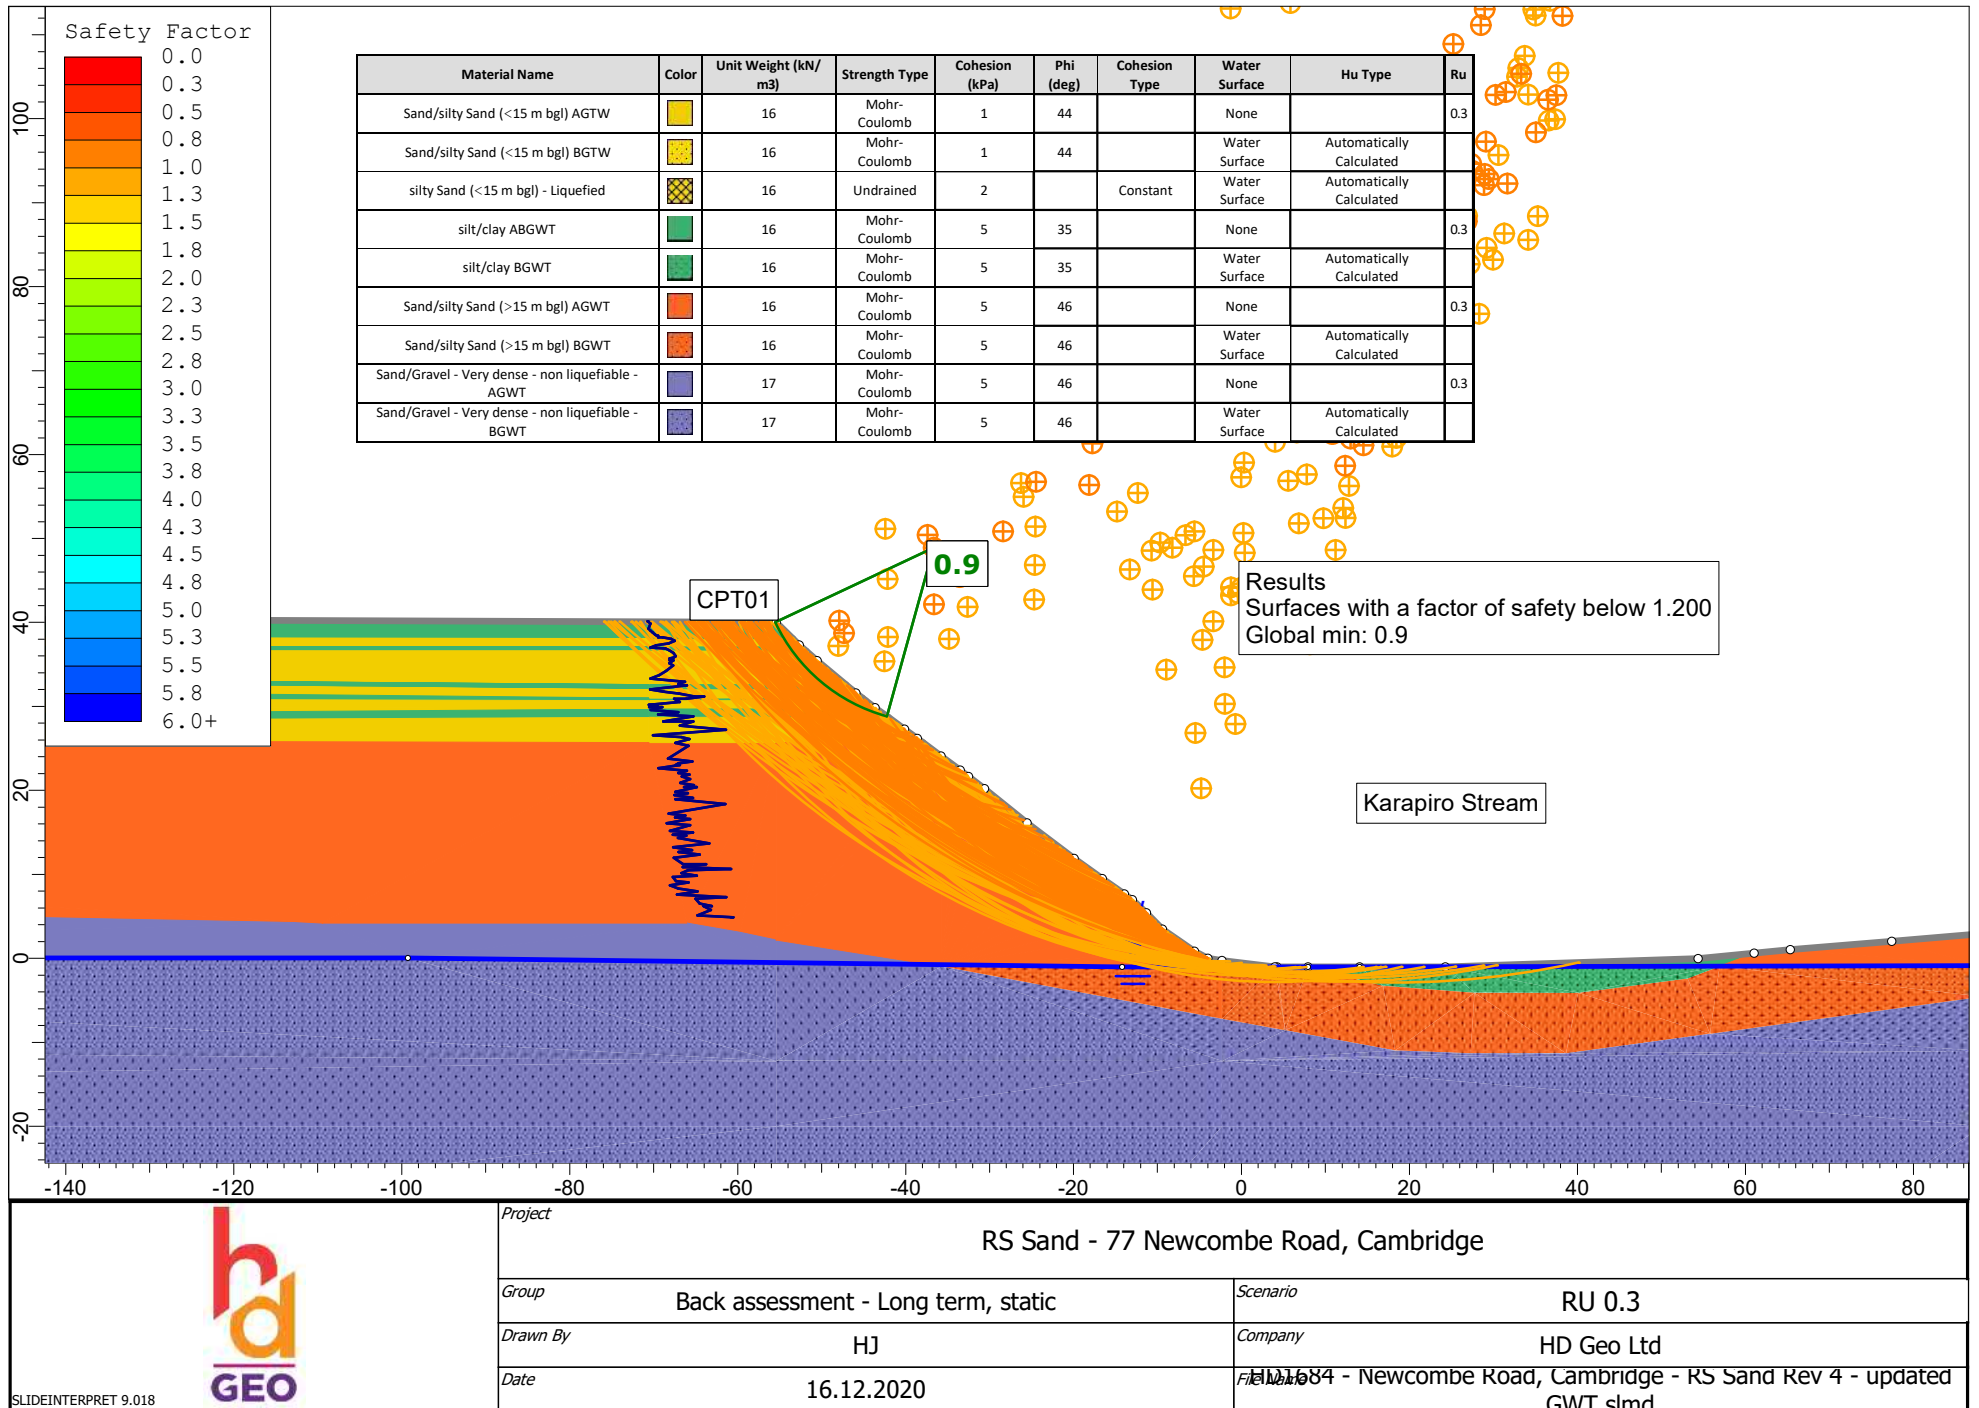 Safety Factor
0.0
0.3
0.5
0.8
1.0
1.3
1.5
1.8
2.0
2.3
2.5
2.8
3.0
3.3
3.5
3.8
4.0
4.3
4.5
4.8
5.0
5.3
5.5
5.8
6.0+
Material Name Color Unit Weight (kN/ m3) Strength Type Cohesion (kPa) Phi (deg) Cohesion Type Water Surface Hu Type Ru
Sand/silty Sand (<15 m bgl) AGTW 16 Mohr-Coulomb 1 44 None 0.3
Sand/silty Sand (<15 m bgl) BGTW 16 Mohr-Coulomb 1 44 Water Surface Automatically Calculated
silty Sand (<15 m bgl) - Liquefied 16 Undrained 2 Constant Water Surface Automatically Calculated
silt/clay ABGWT 16 Mohr-Coulomb 5 35 None 0.3
silt/clay BGWT 16 Mohr-Coulomb 5 35 Water Surface Automatically Calculated
Sand/silty Sand (>15 m bgl) AGWT 16 Mohr-Coulomb 5 46 None 0.3
Sand/silty Sand (>15 m bgl) BGWT 16 Mohr-Coulomb 5 46 Water Surface Automatically Calculated
Sand/Gravel - Very dense - non liquefiable - AGWT 17 Mohr-Coulomb 5 46 None 0.3
Sand/Gravel - Very dense - non liquefiable - BGWT 17 Mohr-Coulomb 5 46 Water Surface Automatically Calculated
100
80
60
40
20
0
-20
CPT01
0.9
Results
Surfaces with a factor of safety below 1.200
Global min: 0.9
Karapiro Stream
-140 -120 -100 -80 -60 -40 -20 0 20 40 60 80
hd
GEO
SLIDEINTERPRET 9.018
Project
RS Sand - 77 Newcombe Road, Cambridge
Group
Back assessment - Long term, static
Scenario
RU 0.3
Drawn By
HJ
Company
HD Geo Ltd
Date
16.12.2020
File Name
HD1684 - Newcombe Road, Cambridge - RS Sand Rev 4 - updated
GWT.slmd